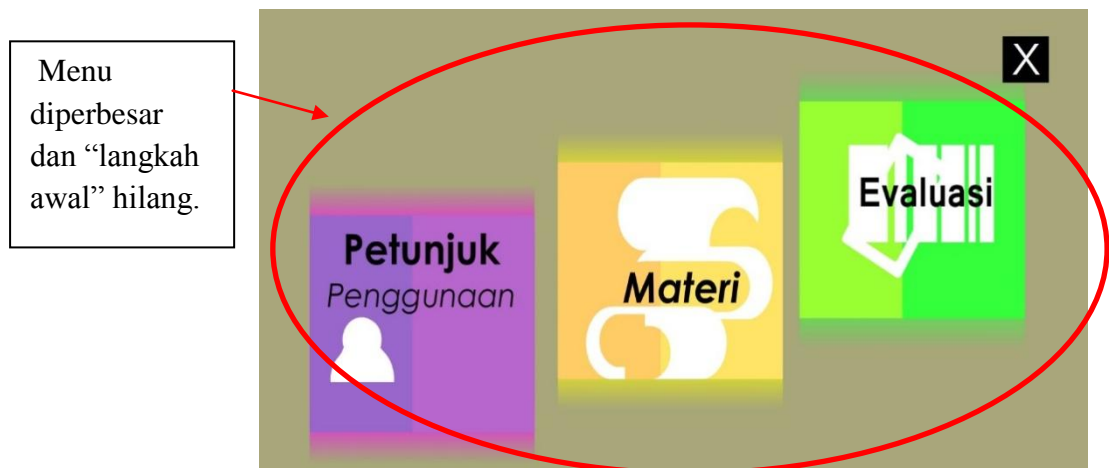 Menu
diperbesar
dan “langkah
awal” hilang.
X
Evaluasi
Petunjuk
Penggunaan
Materi